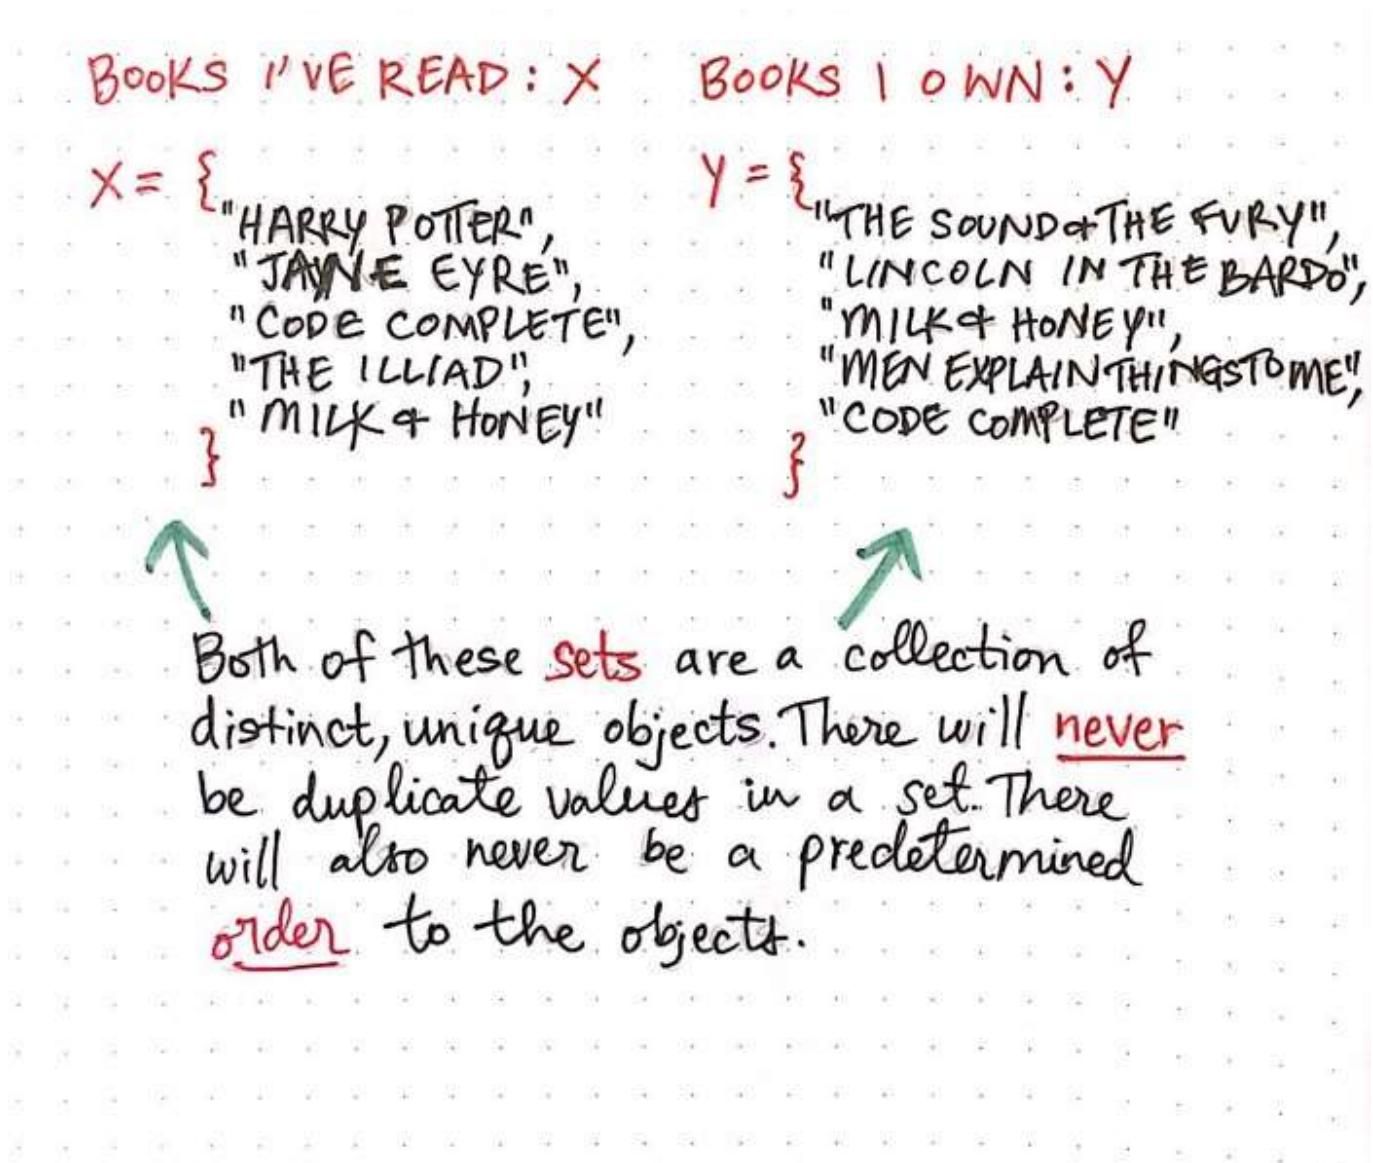 BOOKS I'VE READ: X
BOOKS I OWN: Y
X = {
"HARRY POTTER",
"JAYNE EYRE",
"CODE COMPLETE",
"THE ILLIAD",
"MILK & HONEY"
}
Y = {
"THE SOUND & THE FURY",
"LINCOLN IN THE BARDO",
"MILK & HONEY",
"MEN EXPLAIN THINGS TO ME",
"CODE COMPLETE"
}
Both of these sets are a collection of
distinct, unique objects. There will never
be duplicate values in a set. There
will also never be a predetermined
order to the objects.